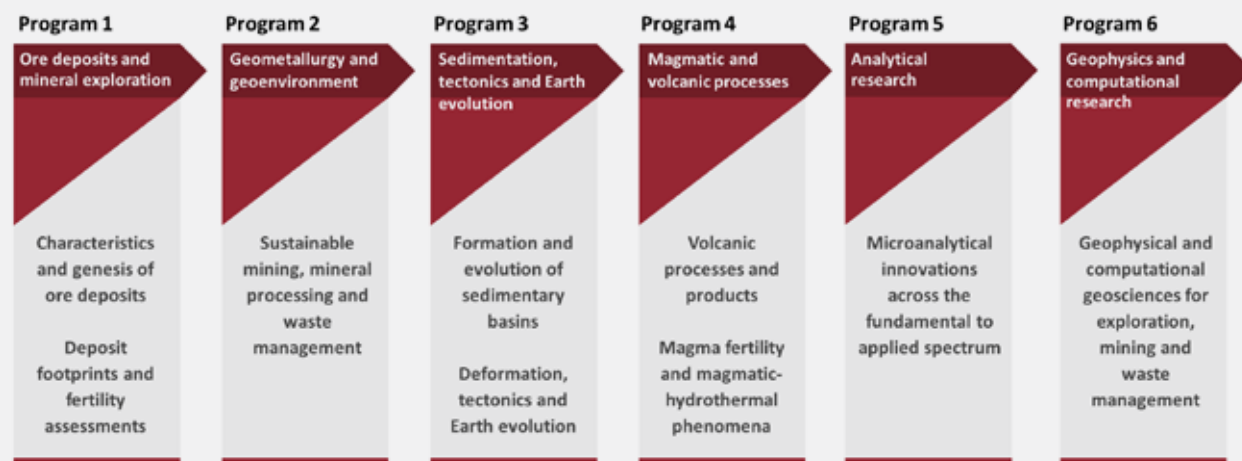 Program 1
Ore deposits and
mineral exploration
Characteristics
and genesis of
ore deposits
Deposit
footprints and
fertility
assessments
Program 2
Geometallurgy and
geoenvironment
Sustainable
mining, mineral
processing and
waste
management
Program 3
Sedimentation,
tectonics and Earth
evolution
Formation and
evolution of
sedimentary
basins
Deformation,
tectonics and
Earth evolution
Program 4
Magmatic and
volcanic processes
Volcanic
processes and
products
Magma fertility
and magmatic-
hydrothermal
phenomena
Program 5
Analytical
research
Microanalytical
innovations
across the
fundamental to
applied spectrum
Program 6
Geophysics and
computational
research
Geophysical and
computational
geosciences for
exploration,
mining and
waste
management